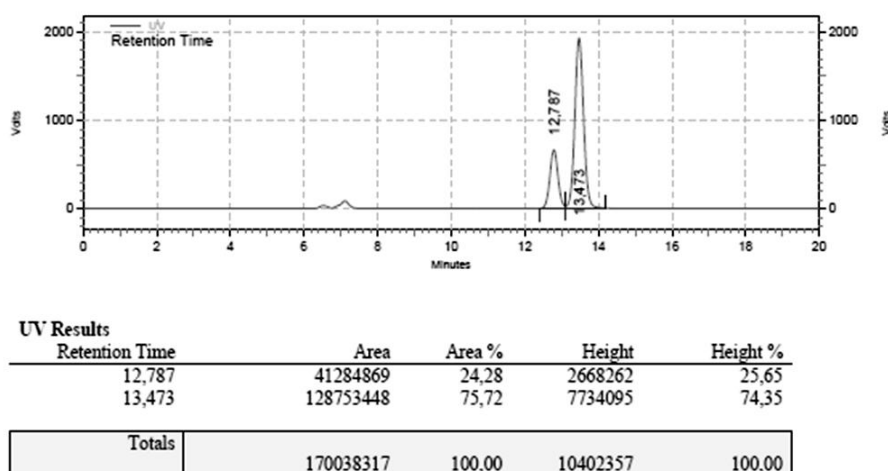 UV
Retention Time
2000
2000
1000
1000
0
0
Volts
Volts
12,787
13,473
0 2 4 6 8 10 12 14 16 18 20
Minutes
UV Results
Retention Time Area Area % Height Height %
12,787 41284869 24,28 2668262 25,65
13,473 128753448 75,72 7734095 74,35
Totals
170038317 100,00 10402357 100,00